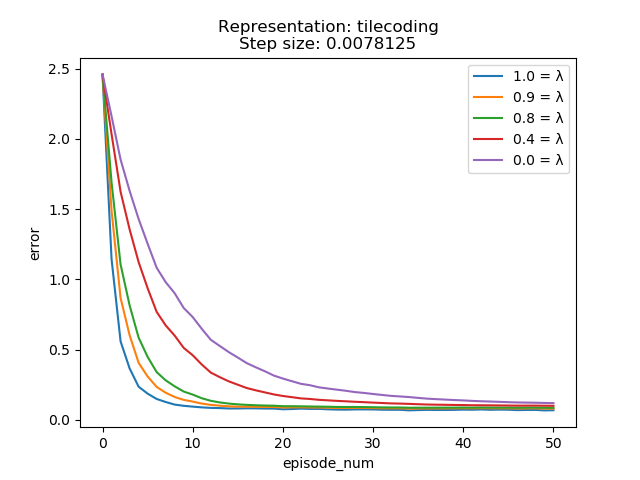 Representation: tilecoding
Step size: 0.0078125
2.5
2.0
1.5
1.0
0.5
0.0
error
1.0 = λ
0.9 = λ
0.8 = λ
0.4 = λ
0.0 = λ
0
10
20
30
40
50
episode_num